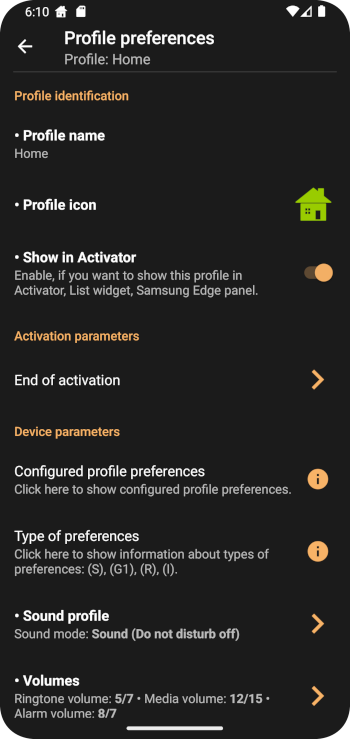 6:10
Profile preferences
Profile: Home
Profile identification
• Profile name
Home
• Profile icon
• Show in Activator
Enable, if you want to show this profile in
Activator, List widget, Samsung Edge panel.
Activation parameters
End of activation
Device parameters
Configured profile preferences
Click here to show configured profile preferences.
Type of preferences
Click here to show information about types of
preferences: (S), (G1), (R), (I).
• Sound profile
Sound mode: Sound (Do not disturb off)
• Volumes
Ringtone volume: 5/7 • Media volume: 12/15 •
Alarm volume: 8/7